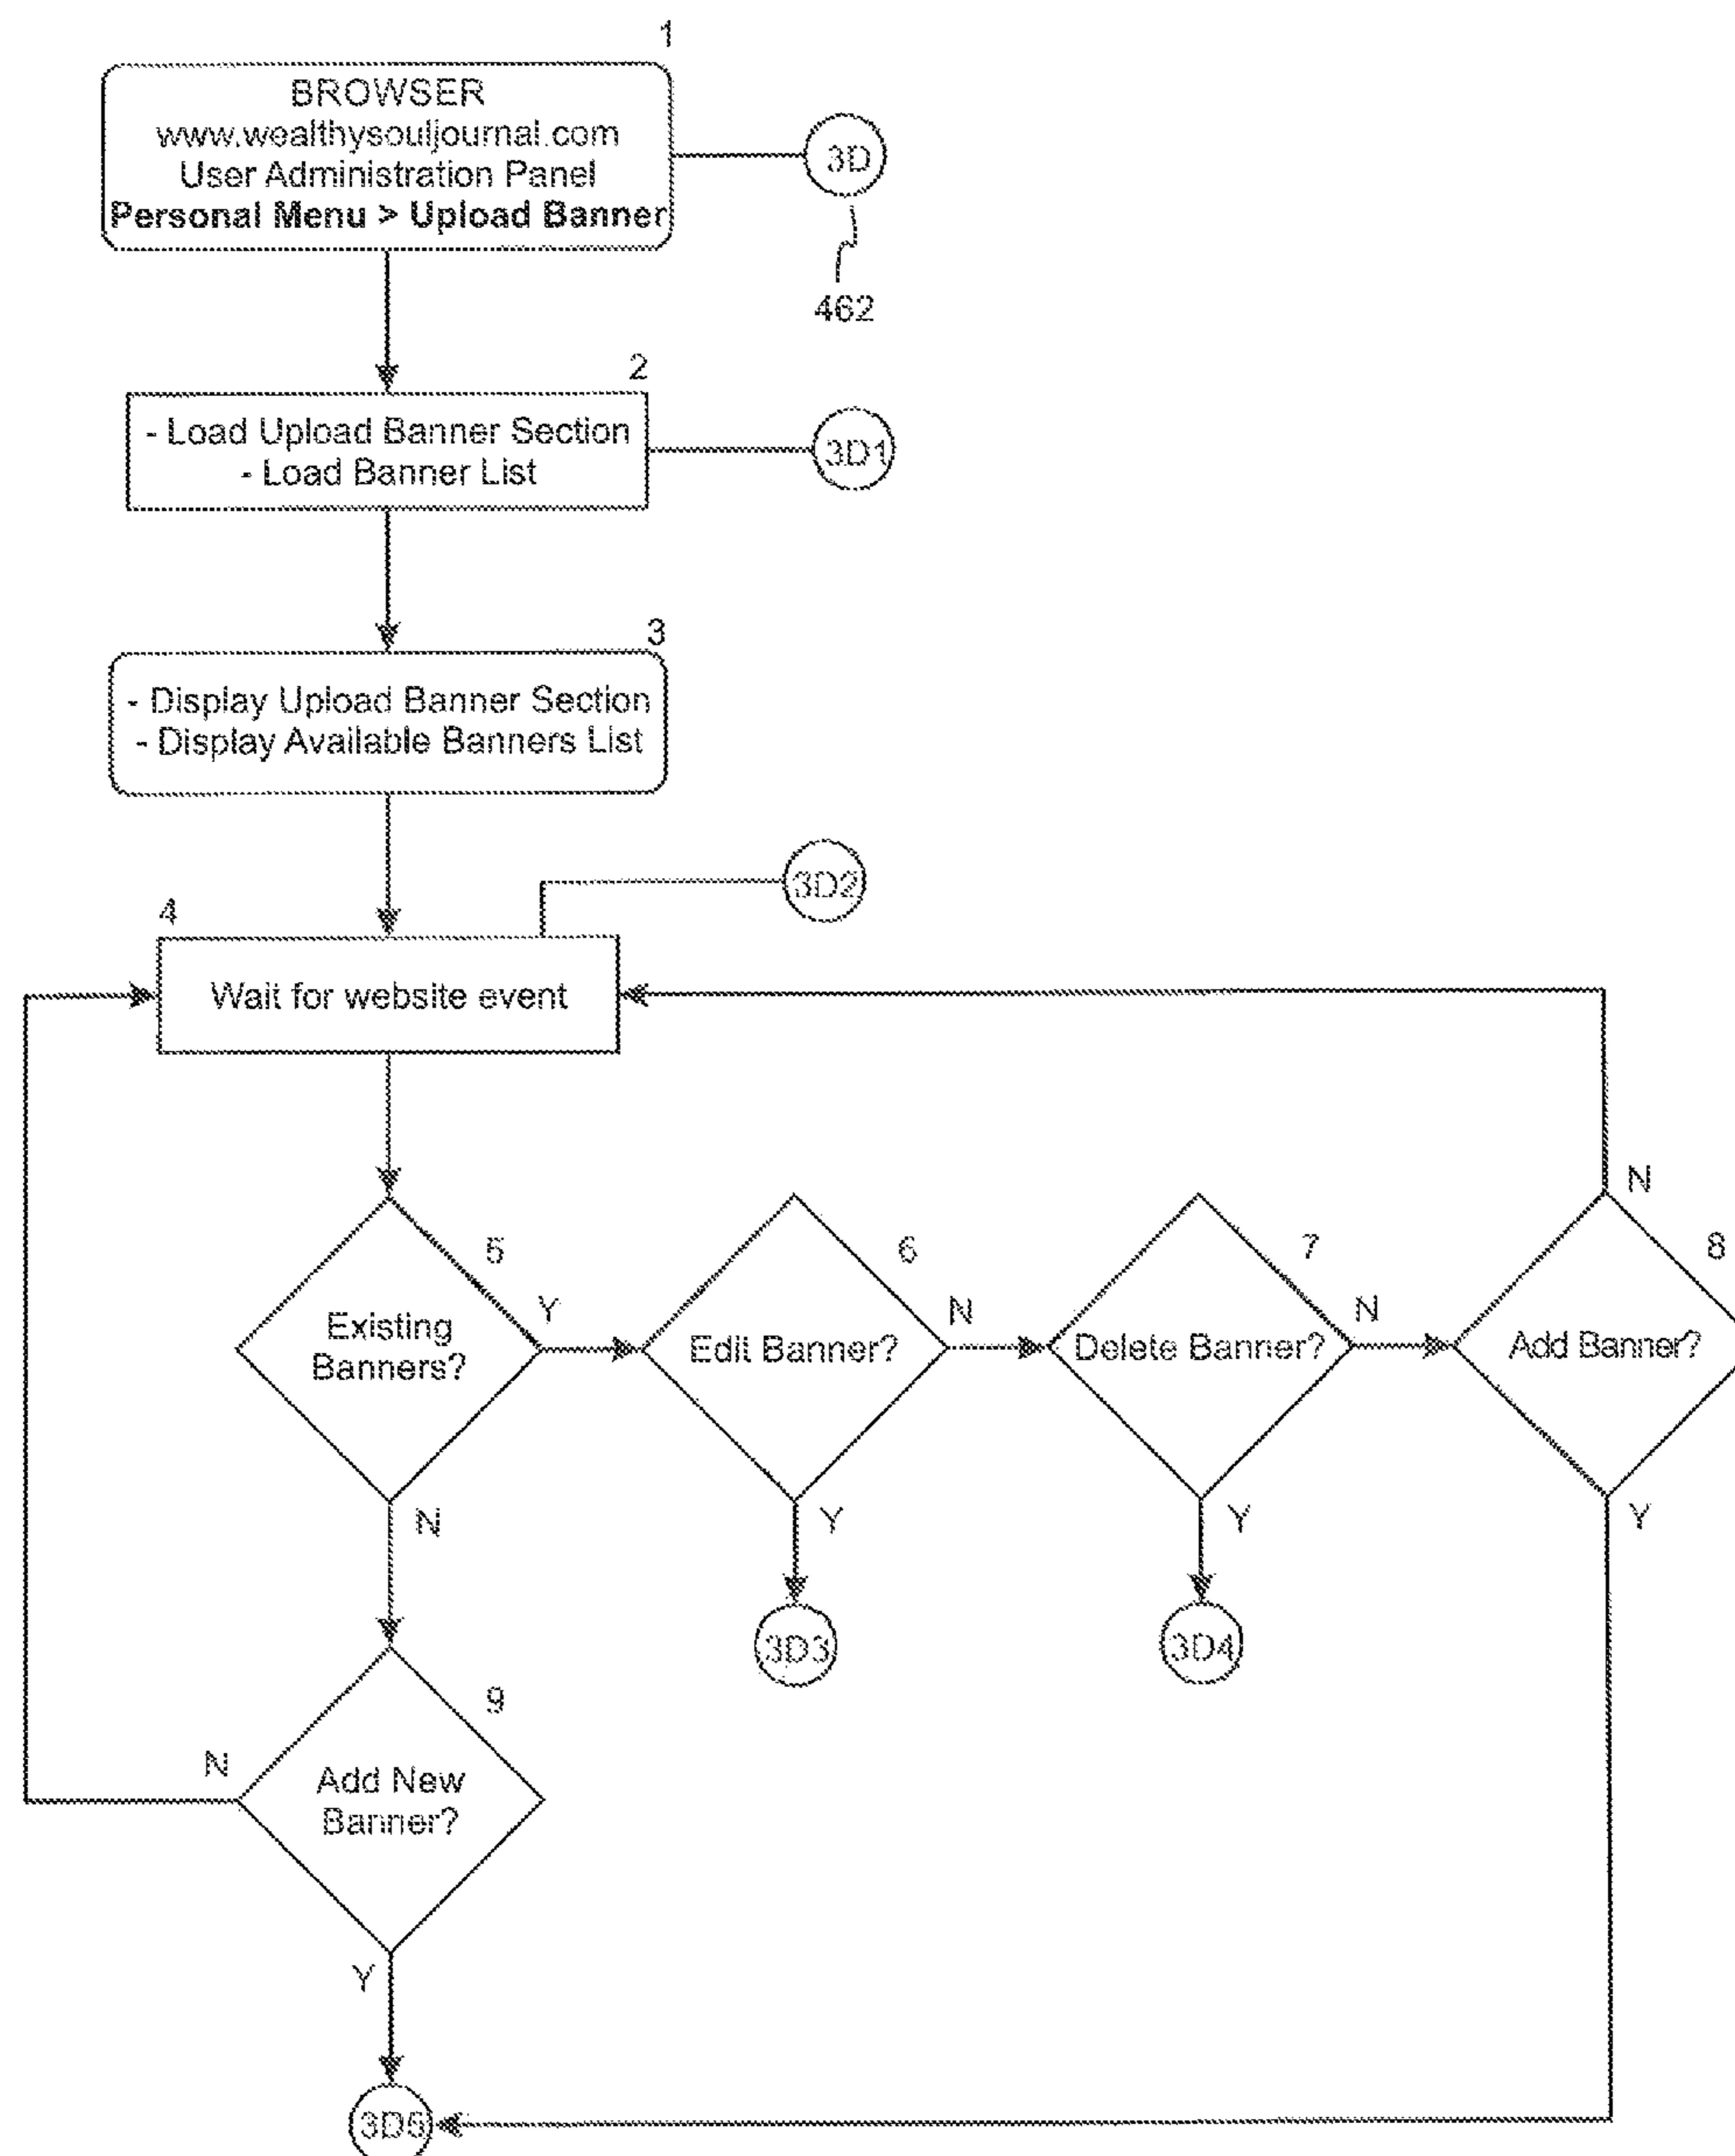 1
BROWSER
www.wealthysouljournal.com
User Administration Panel
Personal Menu > Upload Banner
3D
462
2
- Load Upload Banner Section
- Load Banner List
3D1
3
- Display Upload Banner Section
- Display Available Banners List
3D2
4
Wait for website event
5
Existing
Banners?
Y
N
6
Edit Banner?
N
Y
3D3
7
Delete Banner?
N
Y
3D4
8
Add Banner?
N
Y
9
Add New
Banner?
N
Y
3D5